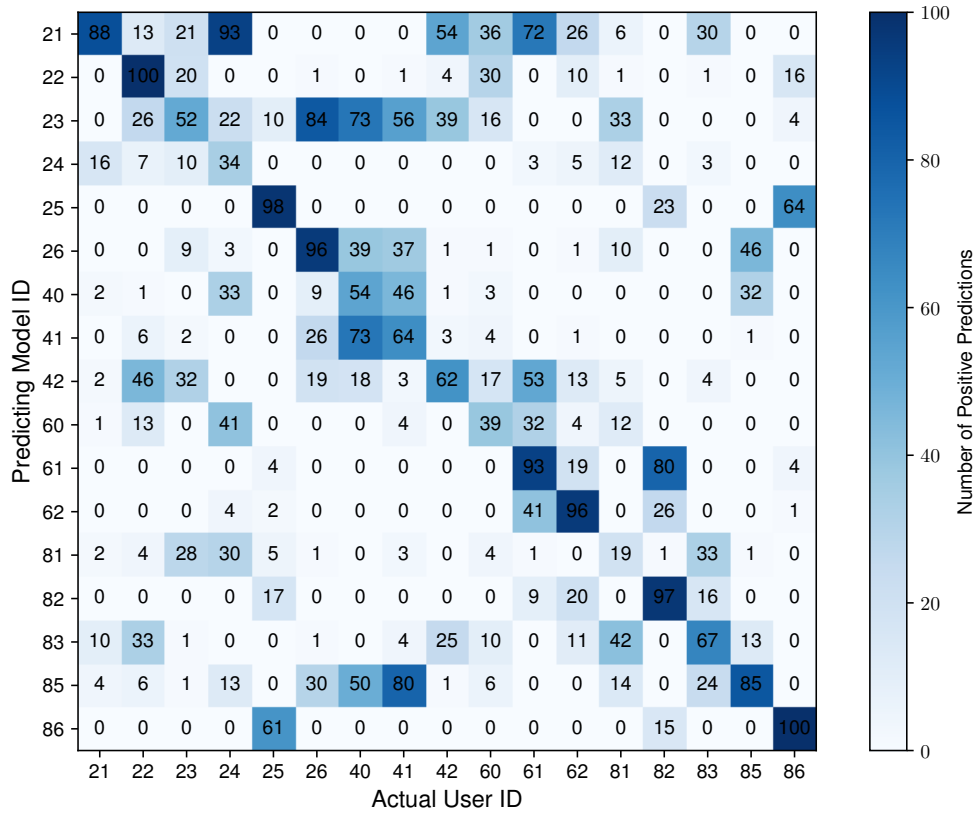 21 88 13 21 93 0 0 0 0 54 36 72 26 6 0 30 0 0
22 0 100 20 0 0 1 0 1 4 30 0 10 1 0 1 0 16
23 0 26 52 22 10 84 73 56 39 16 0 0 33 0 0 0 4
24 16 7 10 34 0 0 0 0 0 0 3 5 12 0 3 0 0
25 0 0 0 0 98 0 0 0 0 0 0 0 0 23 0 0 64
26 0 0 9 3 0 96 39 37 1 1 0 1 10 0 0 46 0
40 2 1 0 33 0 9 54 46 1 3 0 0 0 0 0 32 0
41 0 6 2 0 0 26 73 64 3 4 0 1 0 0 0 1 0
42 2 46 32 0 0 19 18 3 62 17 53 13 5 0 4 0 0
60 1 13 0 41 0 0 0 4 0 39 32 4 12 0 0 0 0
61 0 0 0 0 4 0 0 0 0 0 93 19 0 80 0 0 4
62 0 0 0 4 2 0 0 0 0 0 41 96 0 26 0 0 1
81 2 4 28 30 5 1 0 3 0 4 1 0 19 1 33 1 0
82 0 0 0 0 17 0 0 0 0 0 9 20 0 97 16 0 0
83 10 33 1 0 0 1 0 4 25 10 0 11 42 0 67 13 0
85 4 6 1 13 0 30 50 80 1 6 0 0 14 0 24 85 0
86 0 0 0 0 61 0 0 0 0 0 0 0 0 15 0 0 100
21 22 23 24 25 26 40 41 42 60 61 62 81 82 83 85 86
Actual User ID
Predicting Model ID
100
80
60
40
20
0
Number of Positive Predictions